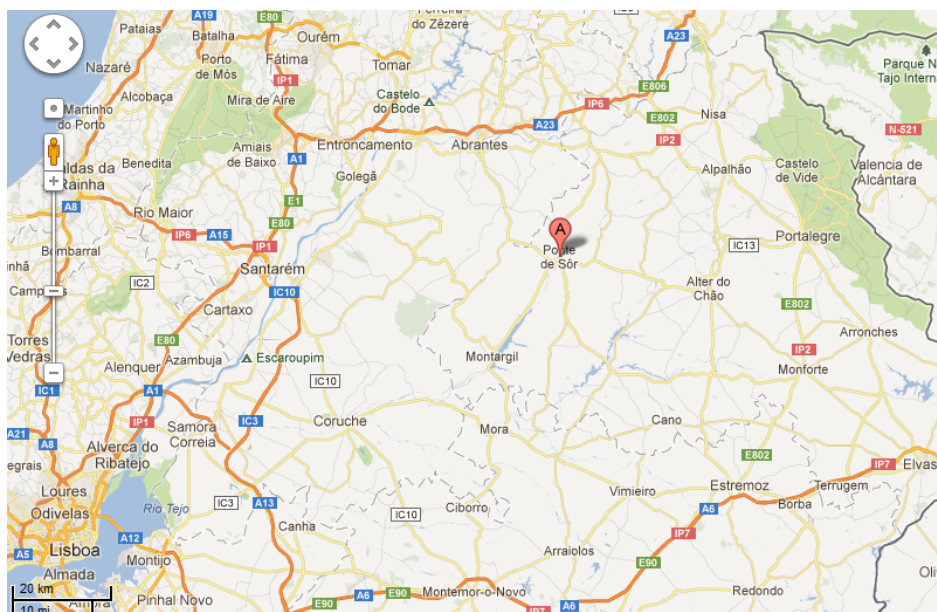 Pataias
A19
E80
Ourém
Ferreira
do Zêzere
A23
Batalha
Porto
de Mós
Fátima
Tomar
Parque N
Tajo Intern
Nazaré
IP1
E806
Alcobaça
Mira de Aire
Castelo
do Bode
IP6
E802
Nisa
Martinho
do Porto
A23
IP2
N-521
Amiais
de Baixo
A1
Entroncamento
Abrantes
Benedita
Golegã
Alpalhão
Castelo
de Vide
Valencia de
Alcántara
ldas da
Rainha
E1
A8
Rio Maior
E80
IP6
A15
IP1
A
Portalegre
IC13
Bombarral
Ponte
de Sôr
Santarém
IC2
IC10
Alter do
Chão
E802
Cartaxo
Torres
Vedras
E80
Arronches
Azambuja
Escaroupim
Montargil
IP2
Alenquer
Monforte
IC10
IC1
A1
IP1
IC3
Coruche
Cano
Mora
A21
A8
Samora
Correia
Alverca do
Ribatejo
E802
IP7
Elvas
egrais
Loures
Odivelas
Rio Tejo
IC3
A13
IC10
Ciborro
Vimieiro
Estremoz
Terrugem
Borba
A6
Canha
IP7
A12
Lisboa
A5
Montijo
Arraiolos
Almada
20 km
10 mi
Pinhal Novo
E90
A6
Montemor-o-Novo
E90
IP7
A6
Redondo